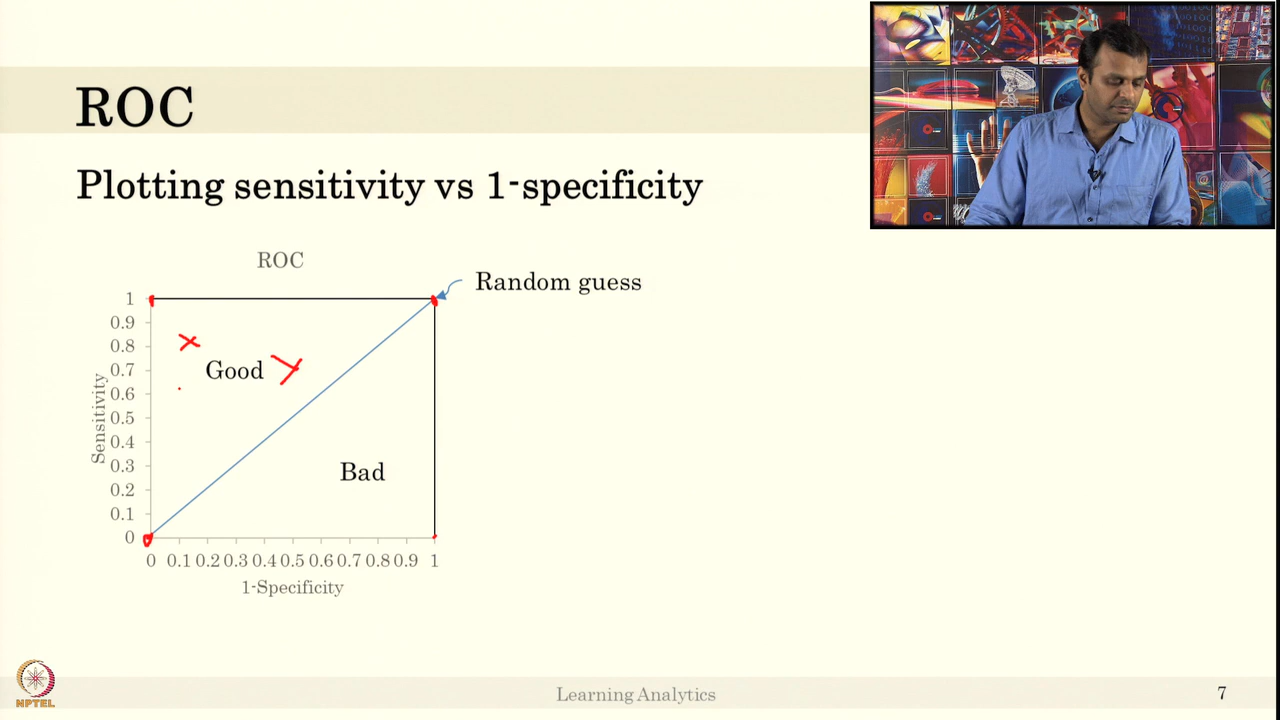 ROC
Plotting sensitivity vs 1-specificity
ROC
Random guess
1
0.9
0.8
0.7
0.6
0.5
0.4
0.3
0.2
0.1
0
Sensitivity
Good
Bad
0 0.1 0.2 0.3 0.4 0.5 0.6 0.7 0.8 0.9 1
1-Specificity
NPTEL
Learning Analytics
7